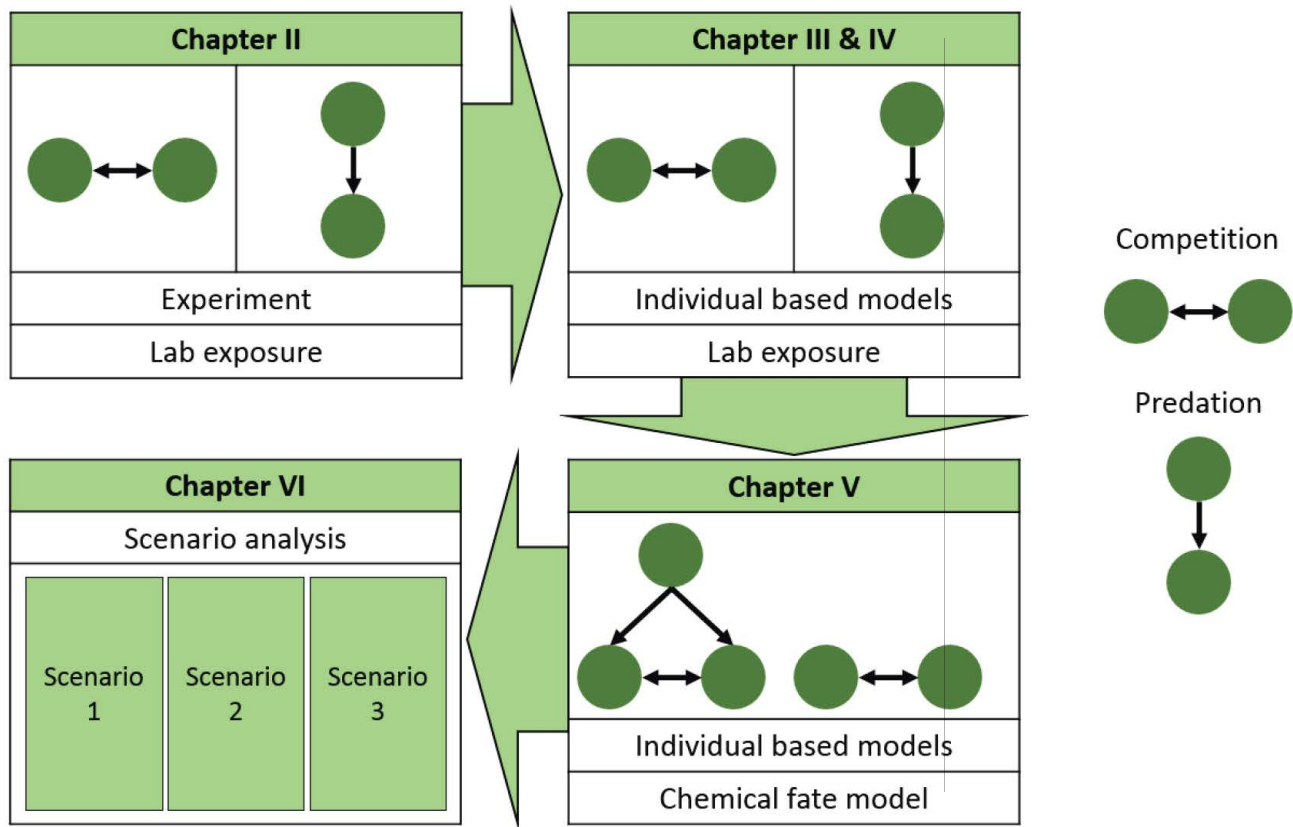 Chapter II
Experiment
Lab exposure
Chapter III & IV
Individual based models
Lab exposure
Competition
Predation
Chapter V
Individual based models
Chemical fate model
Chapter VI
Scenario analysis
Scenario
1
Scenario
2
Scenario
3